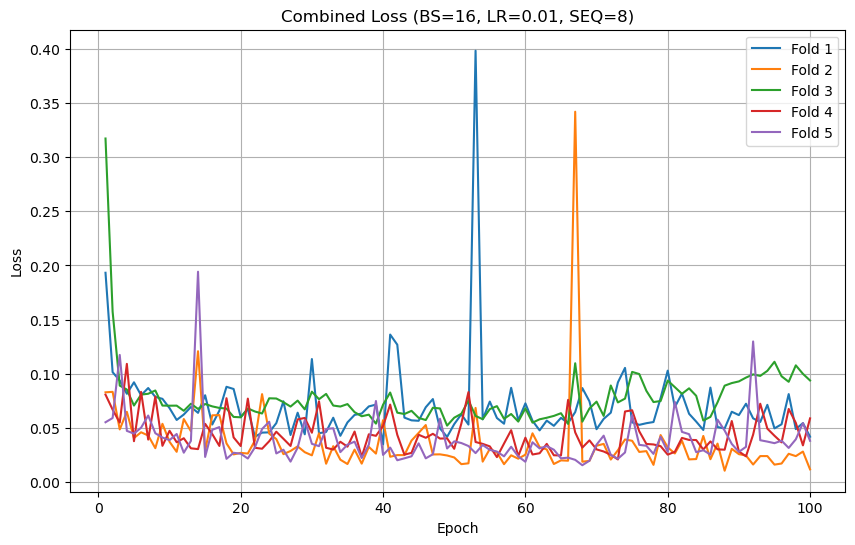 Combined Loss (BS=16, LR=0.01, SEQ=8)
Fold 1
Fold 2
Fold 3
Fold 4
Fold 5
0.40
0.35
0.30
0.25
0.20
0.15
0.10
0.05
0.00
Loss
0
20
40
60
80
100
Epoch